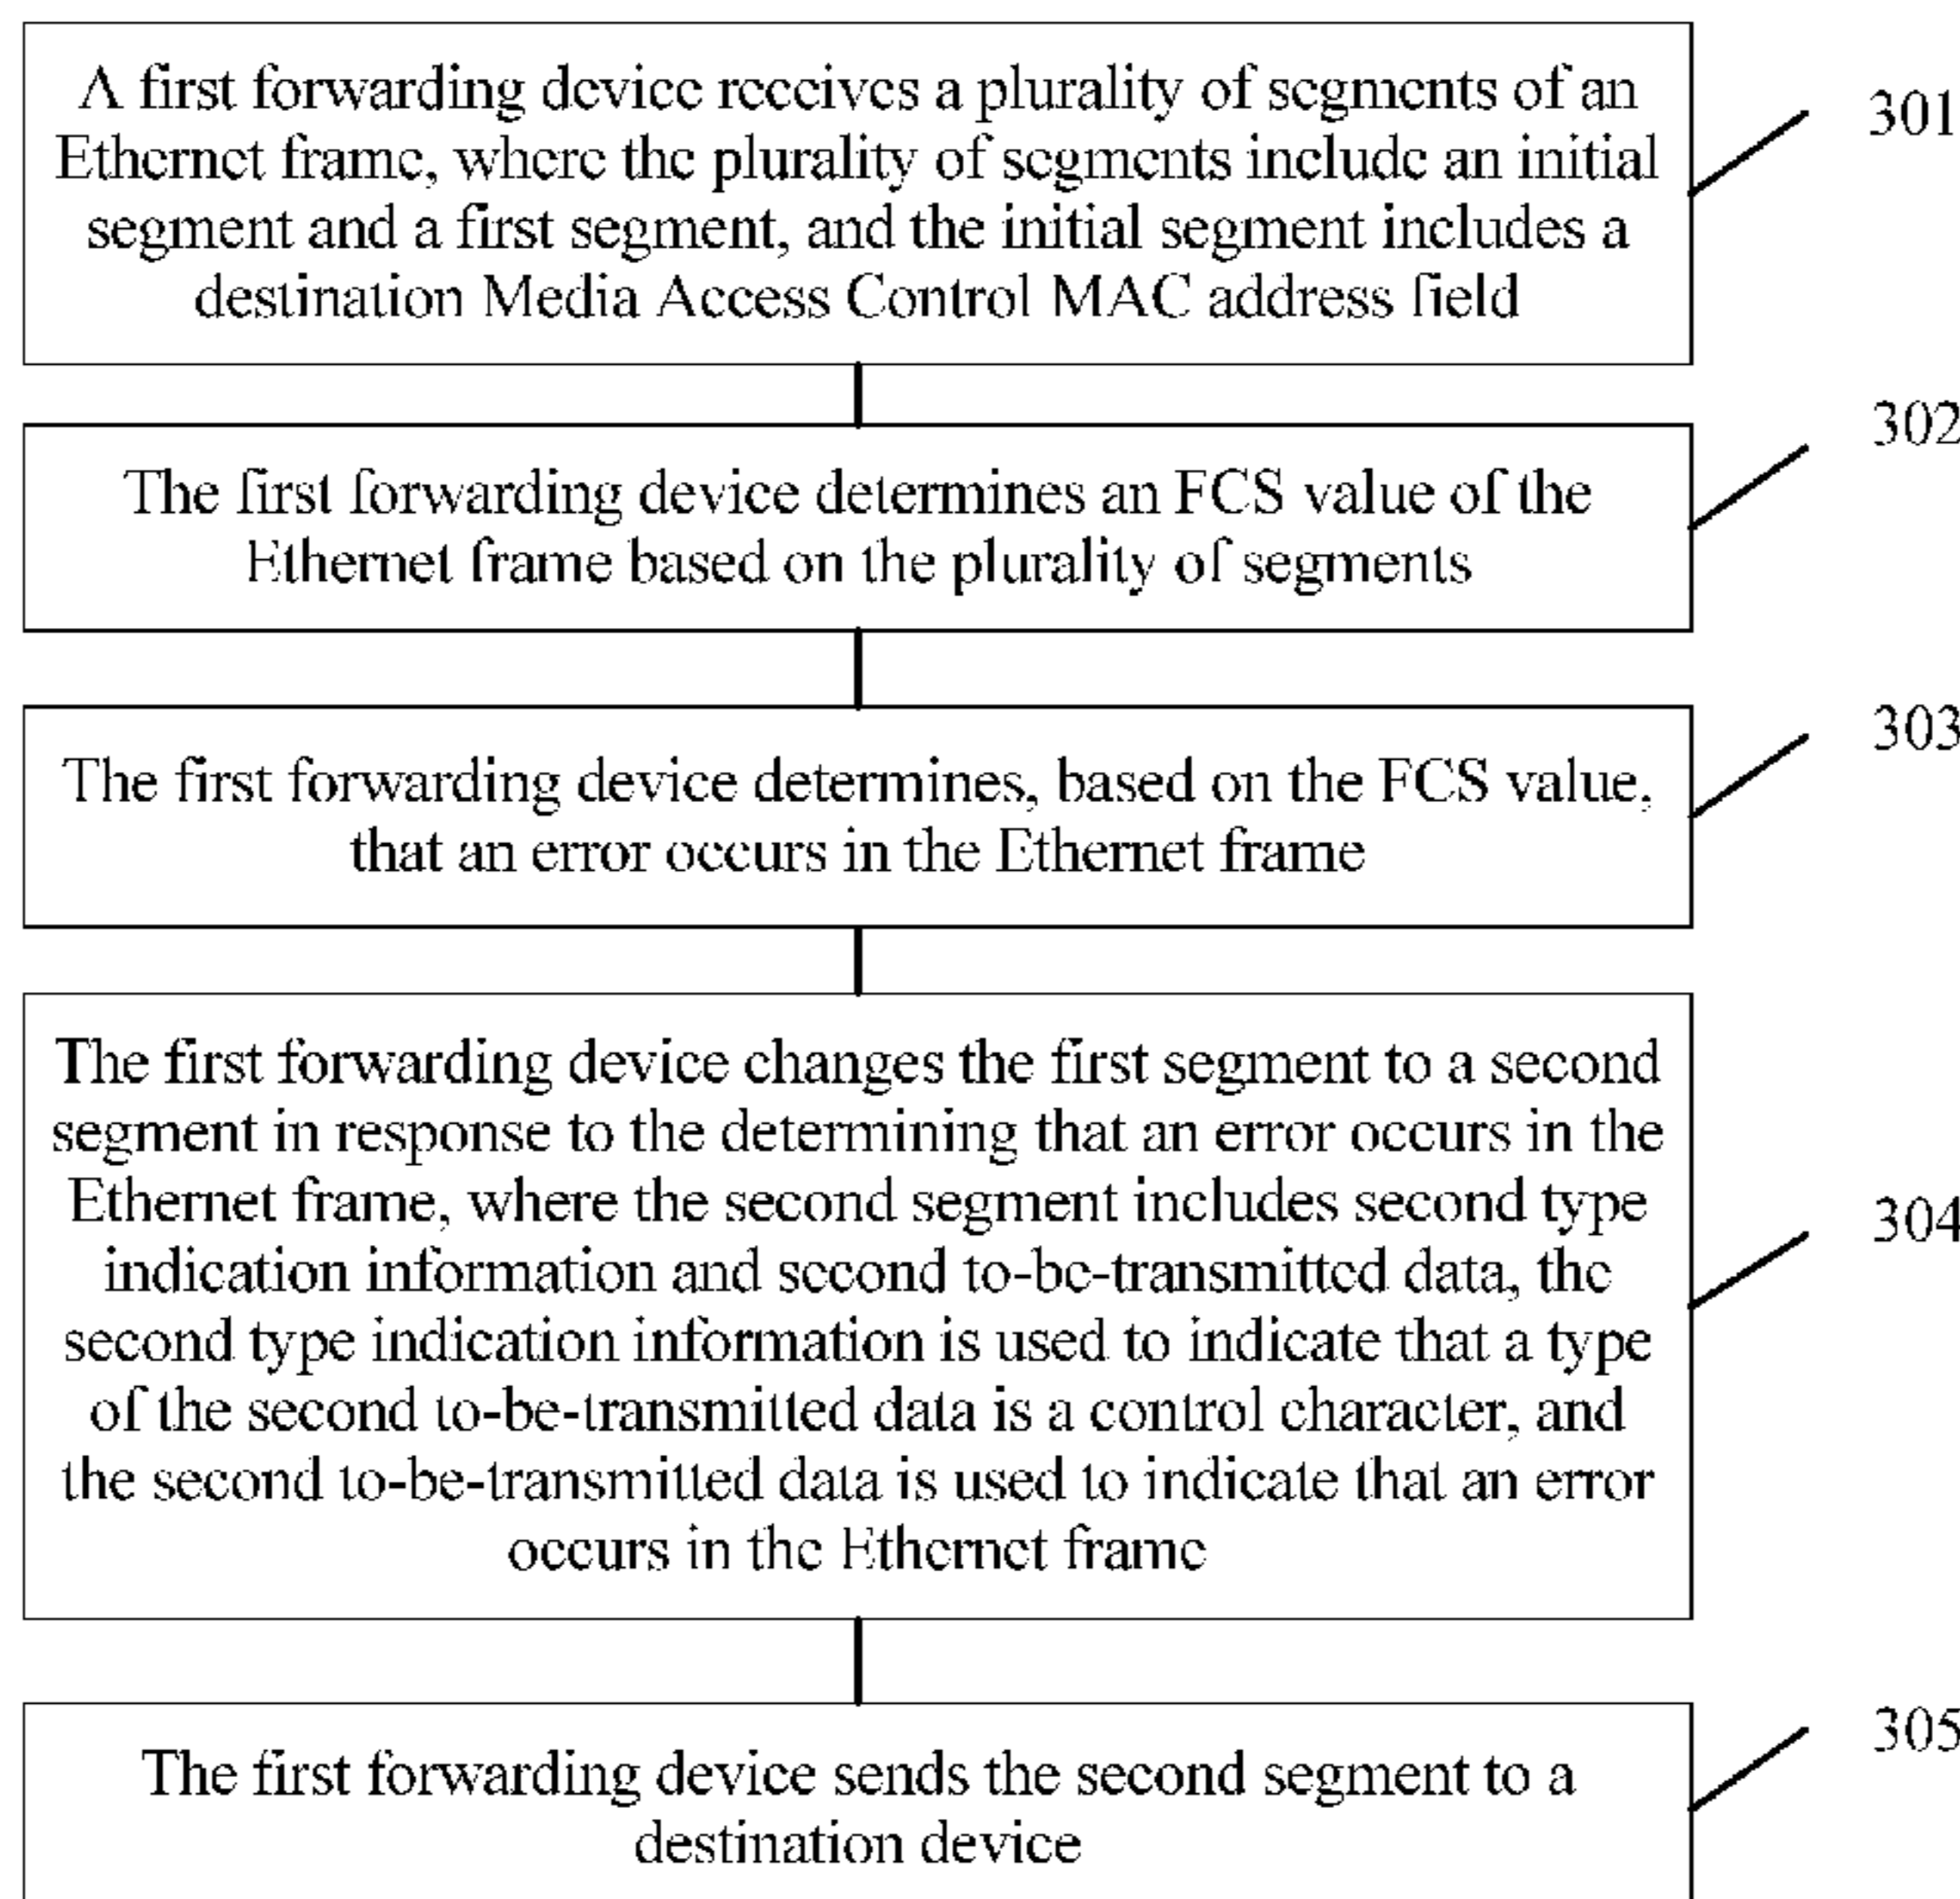 A first forwarding device receives a plurality of segments of an
Ethernet frame, where the plurality of segments include an initial
segment and a first segment, and the initial segment includes a
destination Media Access Control MAC address field
301
The first forwarding device determines an FCS value of the
Ethernet frame based on the plurality of segments
302
The first forwarding device determines, based on the FCS value,
that an error occurs in the Ethernet frame
303
The first forwarding device changes the first segment to a second
segment in response to the determining that an error occurs in the
Ethernet frame, where the second segment includes second type
indication information and second to-be-transmitted data, the
second type indication information is used to indicate that a type
of the second to-be-transmitted data is a control character, and
the second to-be-transmitted data is used to indicate that an error
occurs in the Ethernet frame
304
The first forwarding device sends the second segment to a
destination device
305